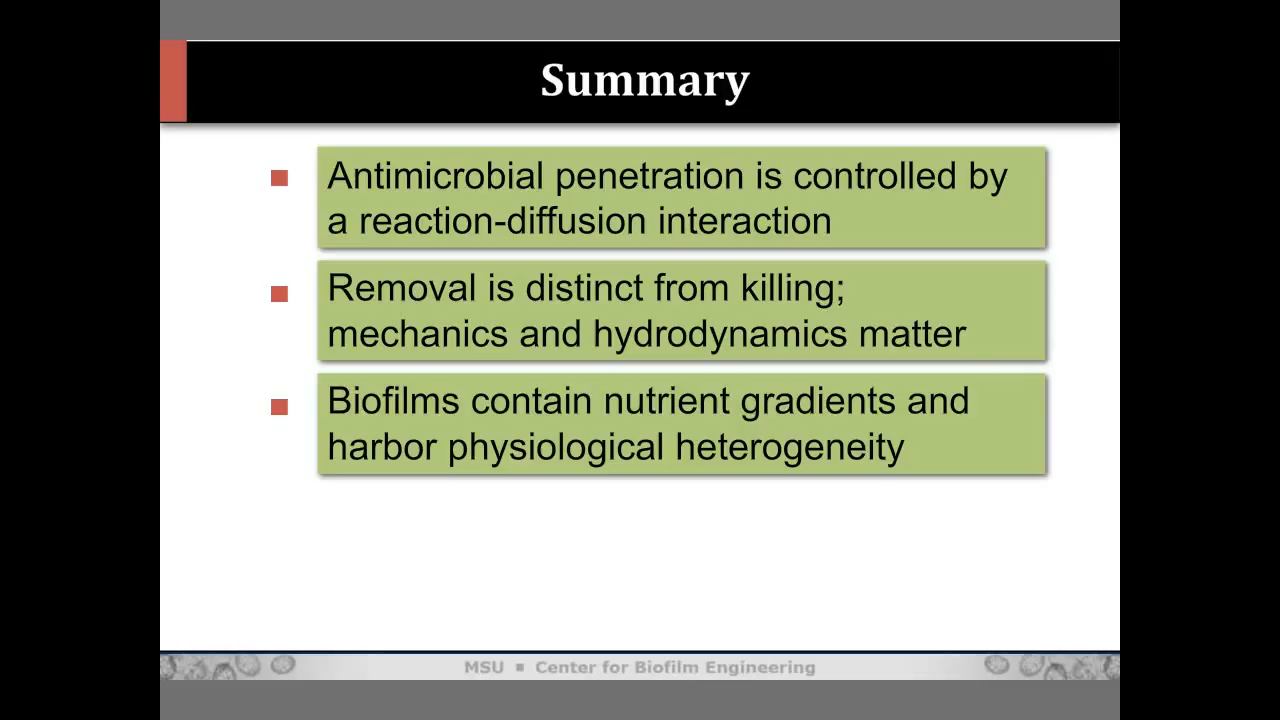 Summary
Antimicrobial penetration is controlled by
a reaction-diffusion interaction
Removal is distinct from killing;
mechanics and hydrodynamics matter
Biofilms contain nutrient gradients and
harbor physiological heterogeneity
MSU ▪ Center for Biofilm Engineering